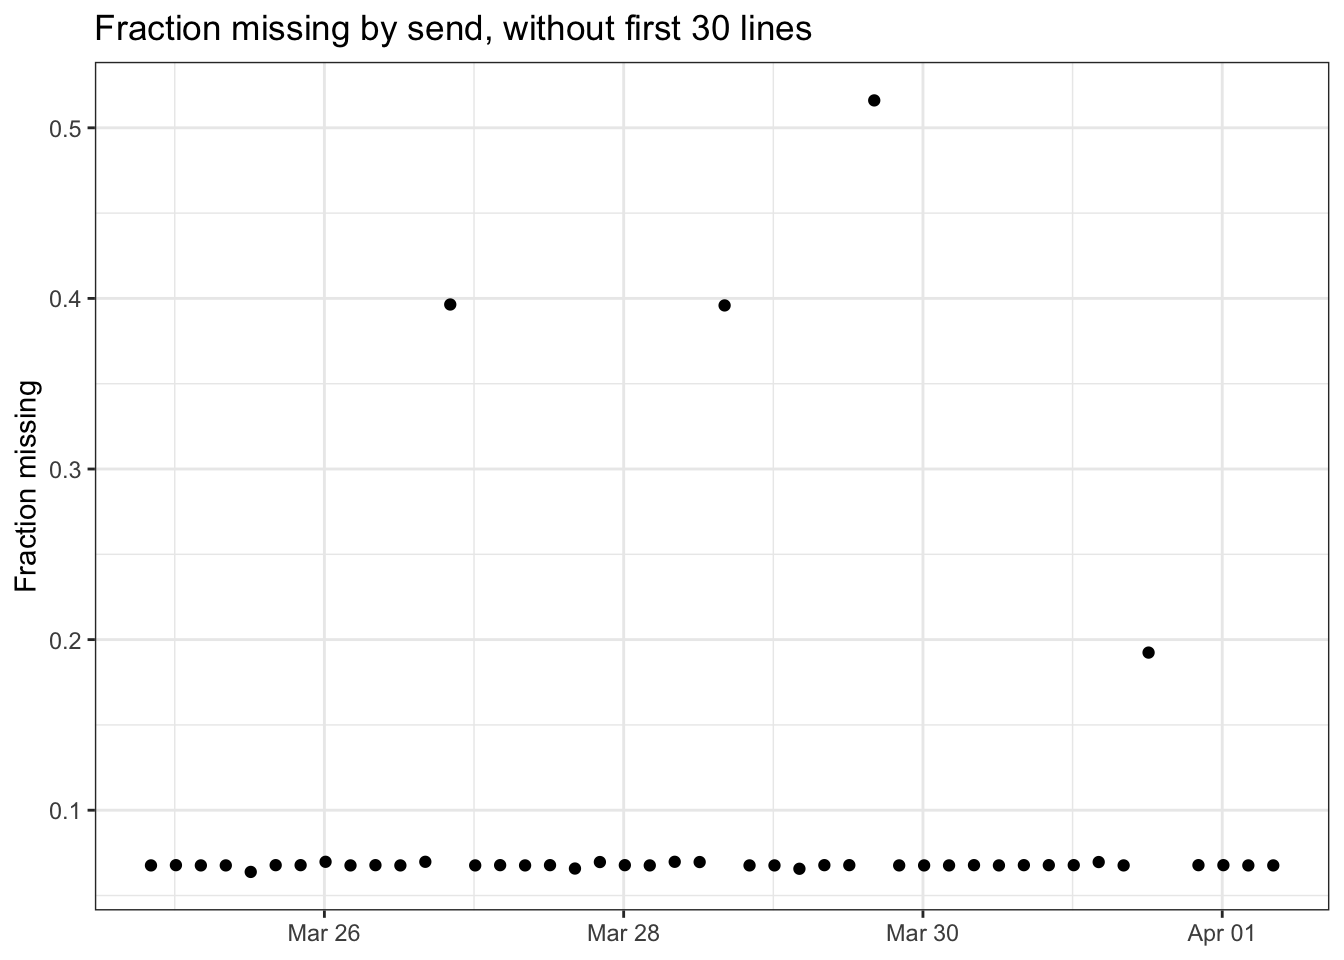 Fraction missing by send, without first 30 lines
Fraction missing
0.5
0.4
0.3
0.2
0.1
Mar 26
Mar 28
Mar 30
Apr 01